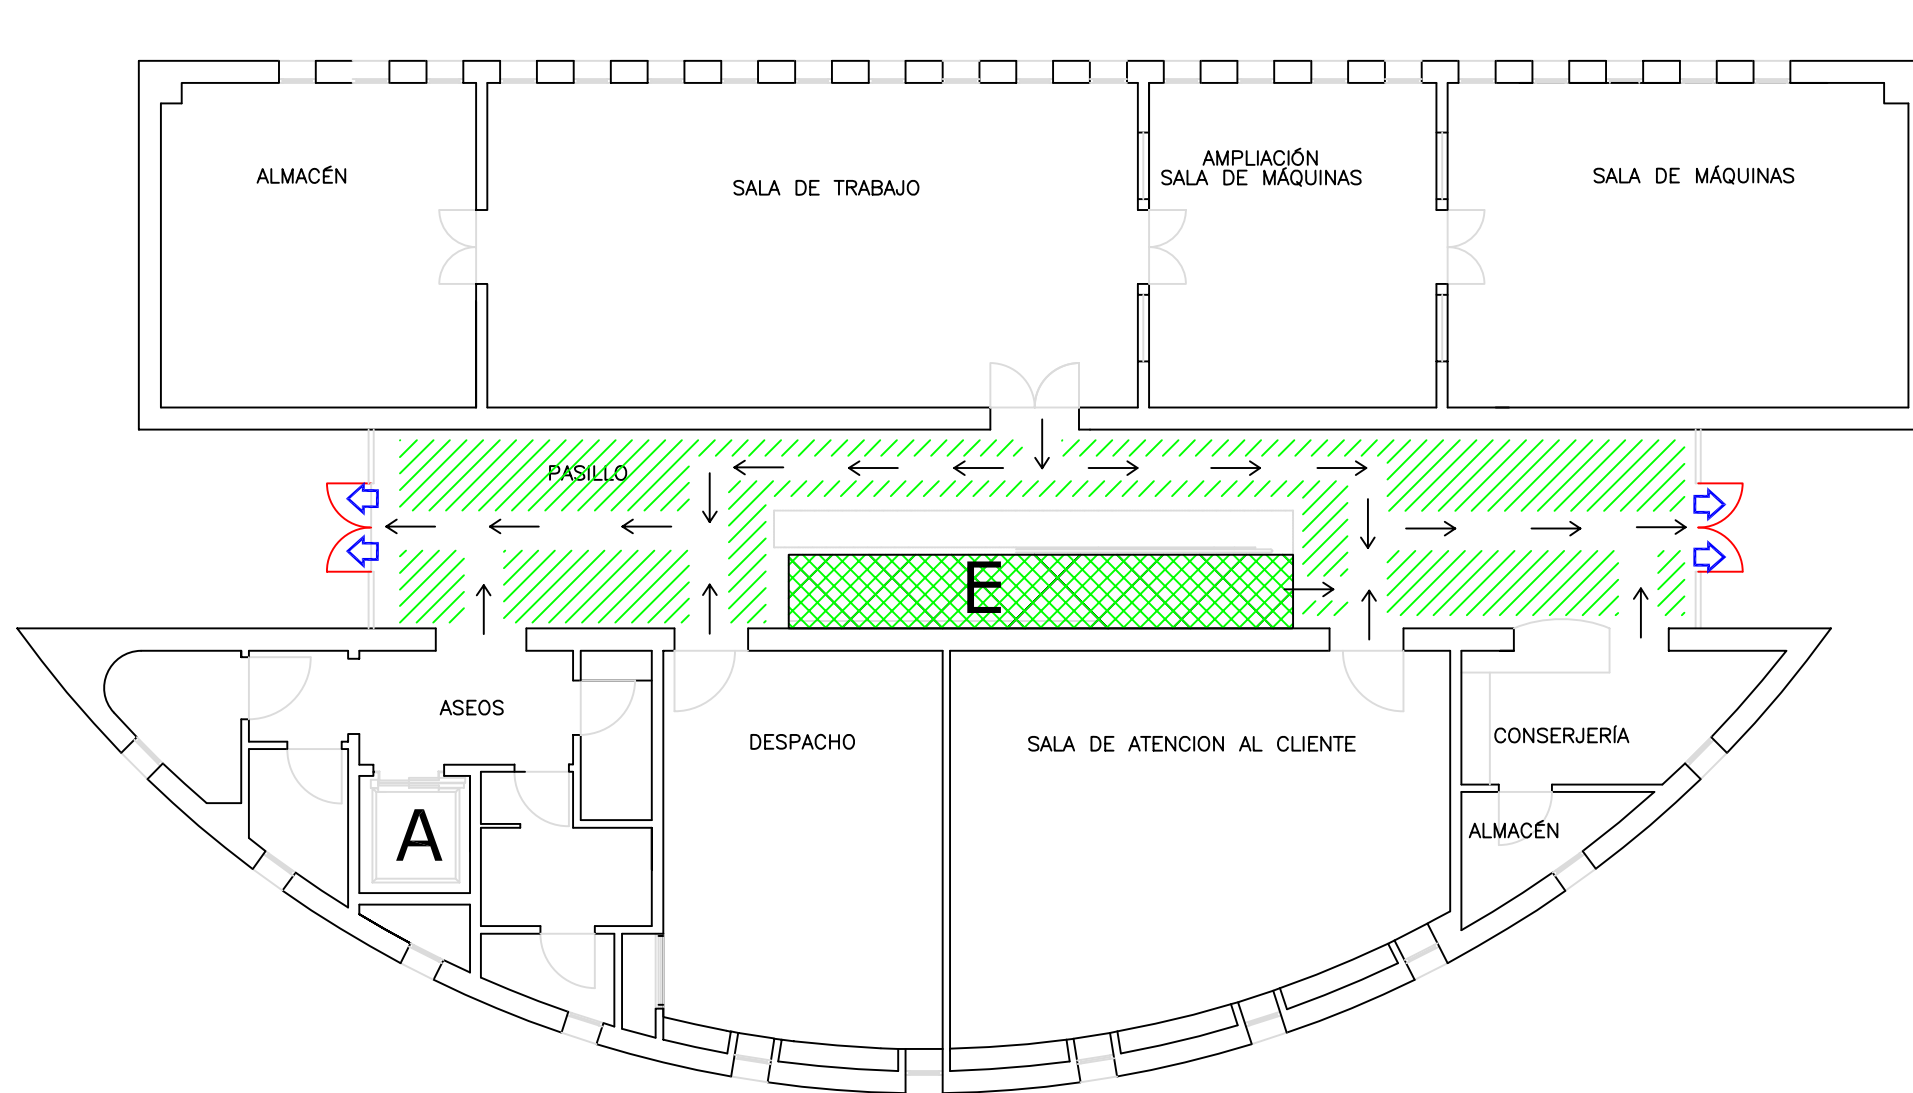 ALMACÉN
SALA DE TRABAJO
AMPLIACIÓN
SALA DE MÁQUINAS
SALA DE MÁQUINAS
PASILLO
E
ASEOS
DESPACHO
SALA DE ATENCION AL CLIENTE
CONSERJERÍA
A
ALMACÉN